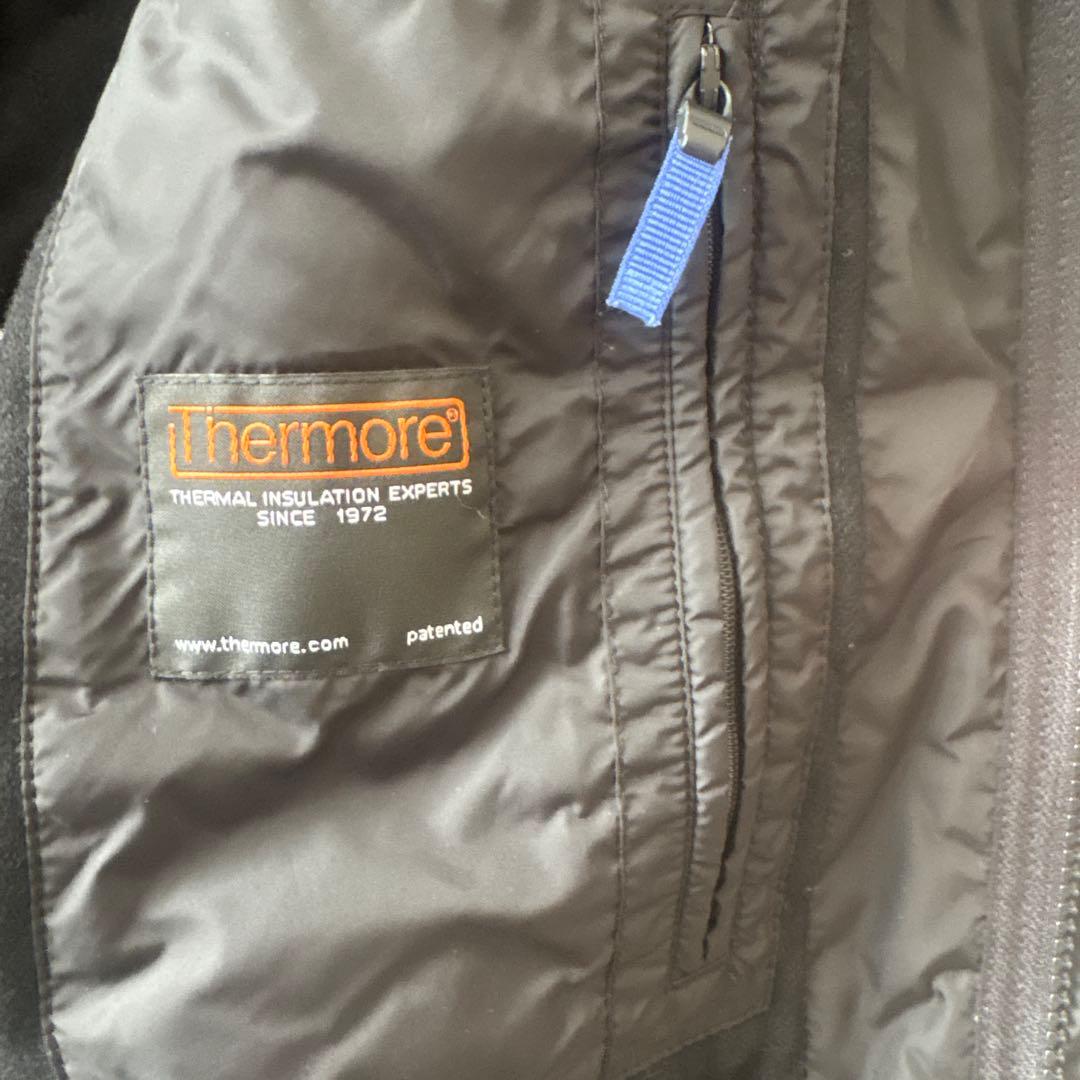 Thermore®
THERMAL INSULATION EXPERTS
SINCE 1972
www.thermore.com patented